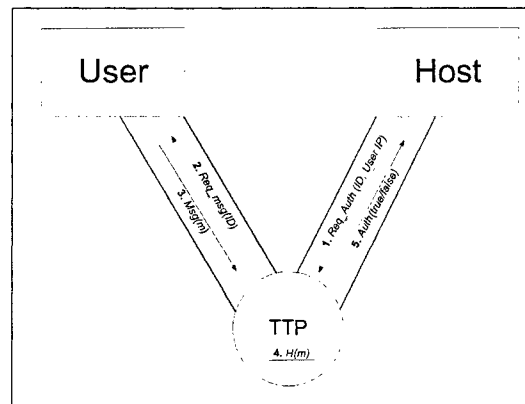 User
Host
2. Req_msg(ID)
3. Msg(m)
1. Req_Auth (ID, User IP)
5. Auth(true/false)
TTP
4. H(m)